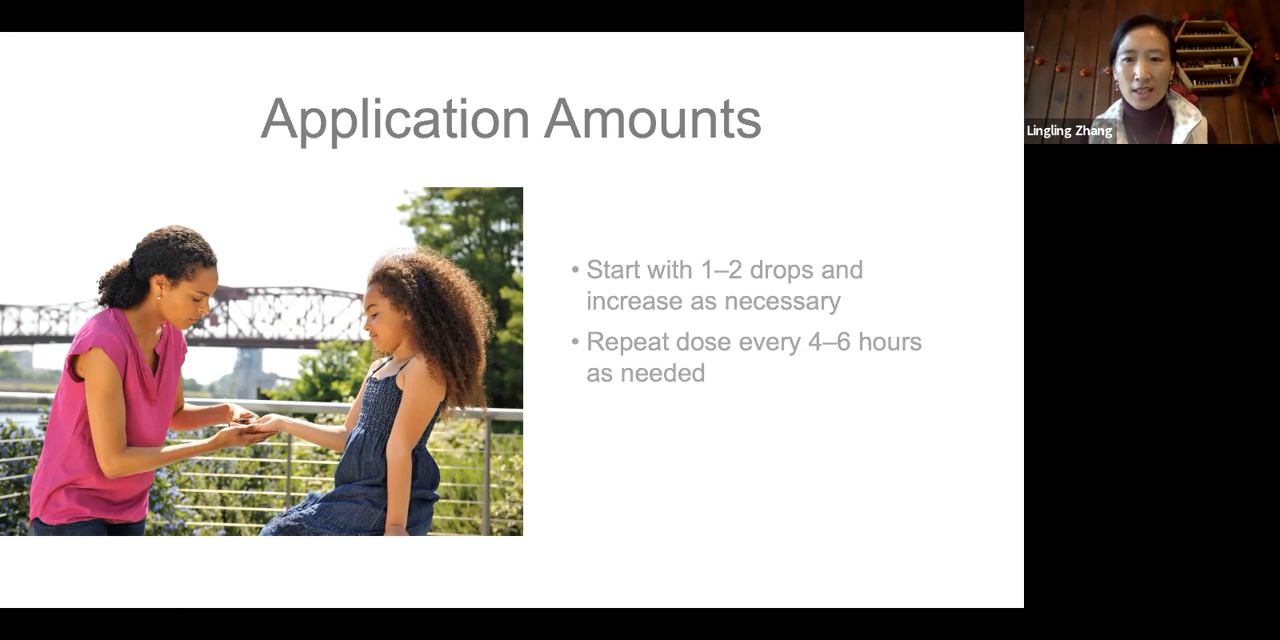 Application Amounts
• Start with 1–2 drops and
increase as necessary
• Repeat dose every 4–6 hours
as needed
Lingling Zhang